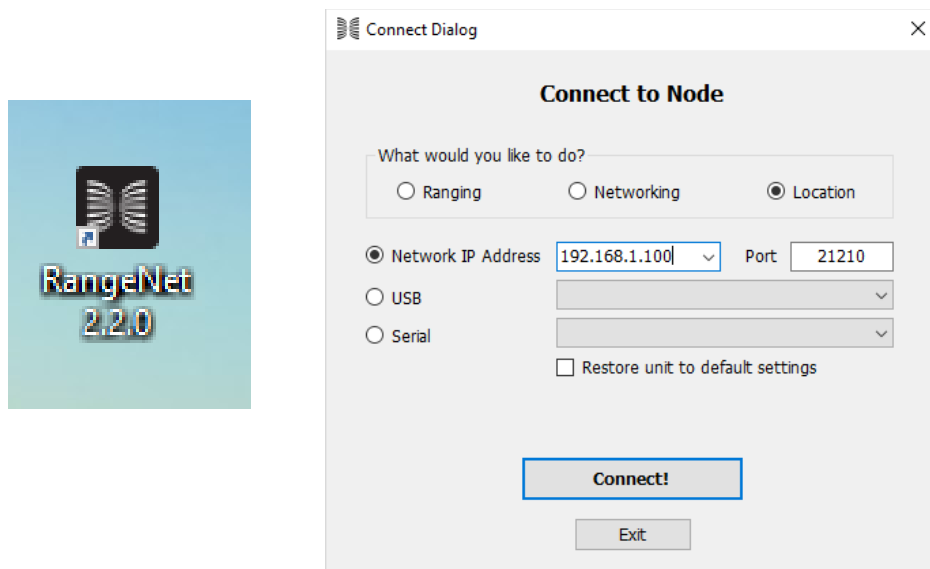 RangeNet
2.2.0
Connect Dialog
Connect to Node
What would you like to do?
Ranging Networking Location
Network IP Address 192.168.1.100 Port 21210
USB
Serial
Restore unit to default settings
Connect!
Exit